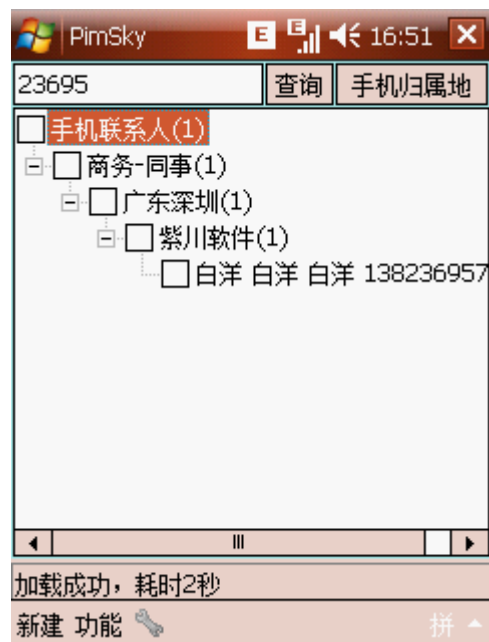 PimSky E E 16:51
23695 查询 手机归属地
手机联系人(1)
商务-同事(1)
广东深圳(1)
紫川软件(1)
白洋 白洋 白洋 138236957
加载成功，耗时2秒
新建 功能 拼